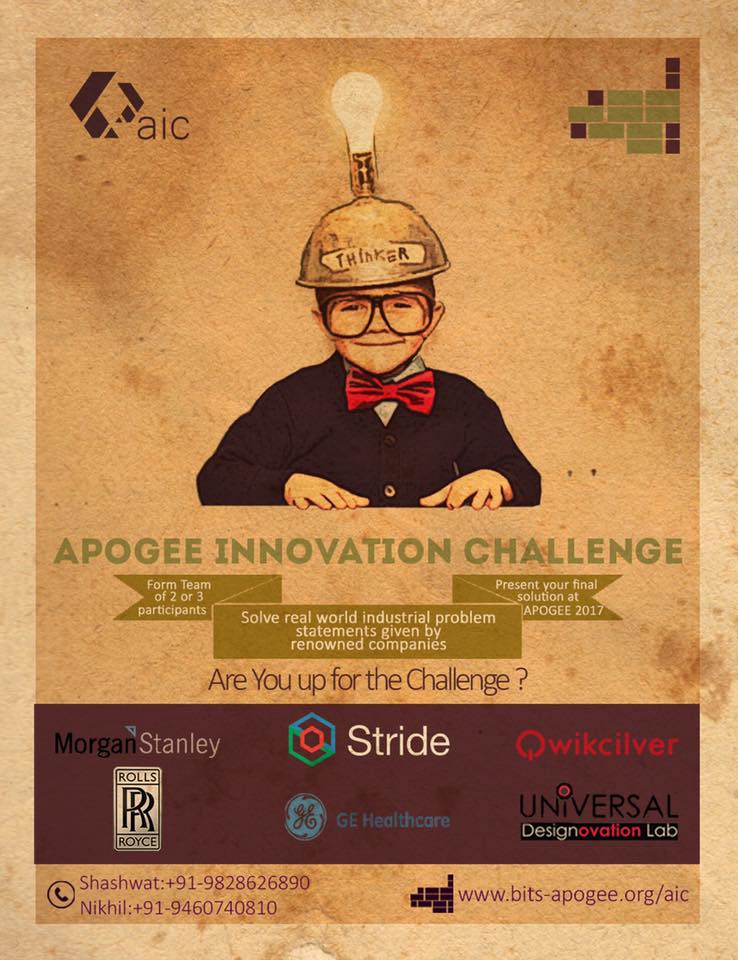 aic
THINKER
APOGEE INNOVATION CHALLENGE
Form Team
of 2 or 3
participants
Present your final
solution at
APOGEE 2017
Solve real world industrial problem
statements given by
renowned companies
Are You up for the Challenge ?
Morgan Stanley
Stride
Qwikcilver
ROLLS
RR
ROYCE
GE Healthcare
UNiVERSAL
Designovation Lab
Shashwat:+91-9828626890
Nikhil:+91-9460740810
www.bits-apogee.org/aic